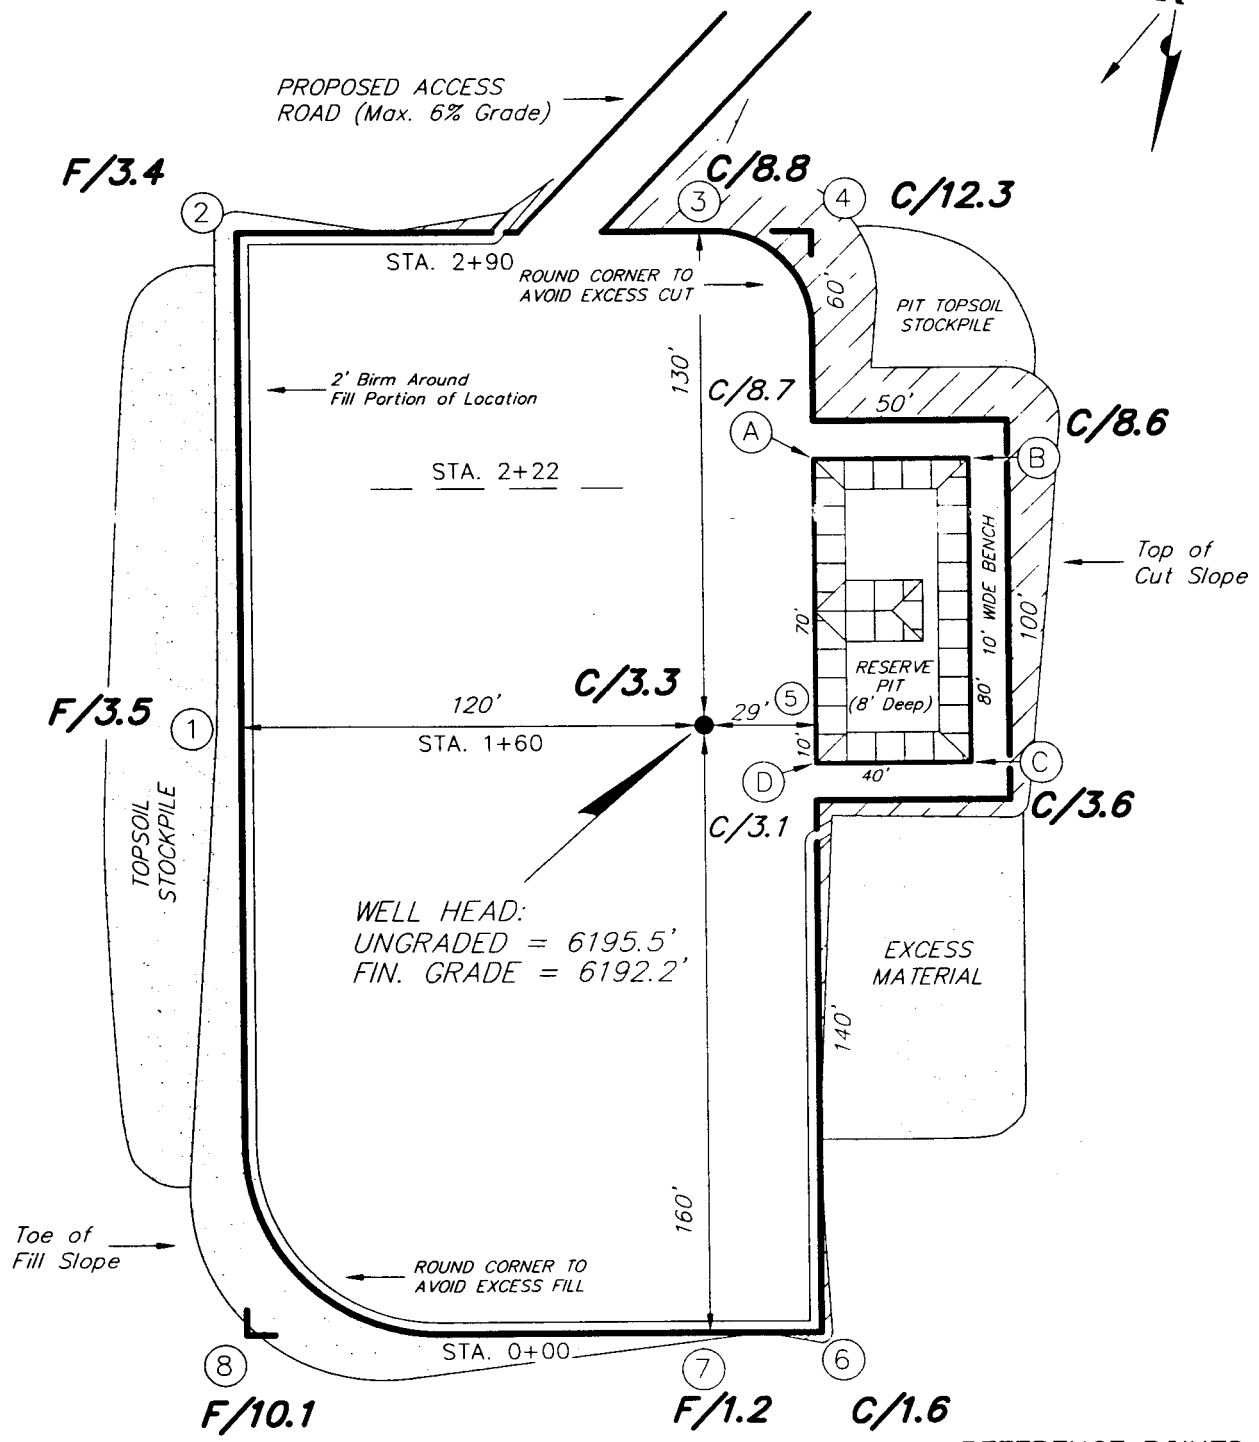 PROPOSED ACCESS
ROAD (Max. 6% Grade)
F/3.4
2
C/8.8
3
4
C/12.3
STA. 2+90
ROUND CORNER TO
AVOID EXCESS CUT
60'
PIT TOPSOIL
STOCKPILE
2' Birm Around
Fill Portion of Location
130'
C/8.7
50'
A
C/8.6
B
STA. 2+22
10' WIDE BENCH
Top of
Cut Slope
100'
70'
RESERVE
PIT
(8' Deep)
80'
F/3.5
1
120'
STA. 1+60
C/3.3
29'
5
10'
D
40'
C
C/3.1
C/3.6
TOPSOIL
STOCKPILE
WELL HEAD:
UNGRADED = 6195.5'
FIN. GRADE = 6192.2'
EXCESS
MATERIAL
140'
160'
Toe of
Fill Slope
ROUND CORNER TO
AVOID EXCESS FILL
STA. 0+00
8
7
6
F/10.1
F/1.2
C/1.6